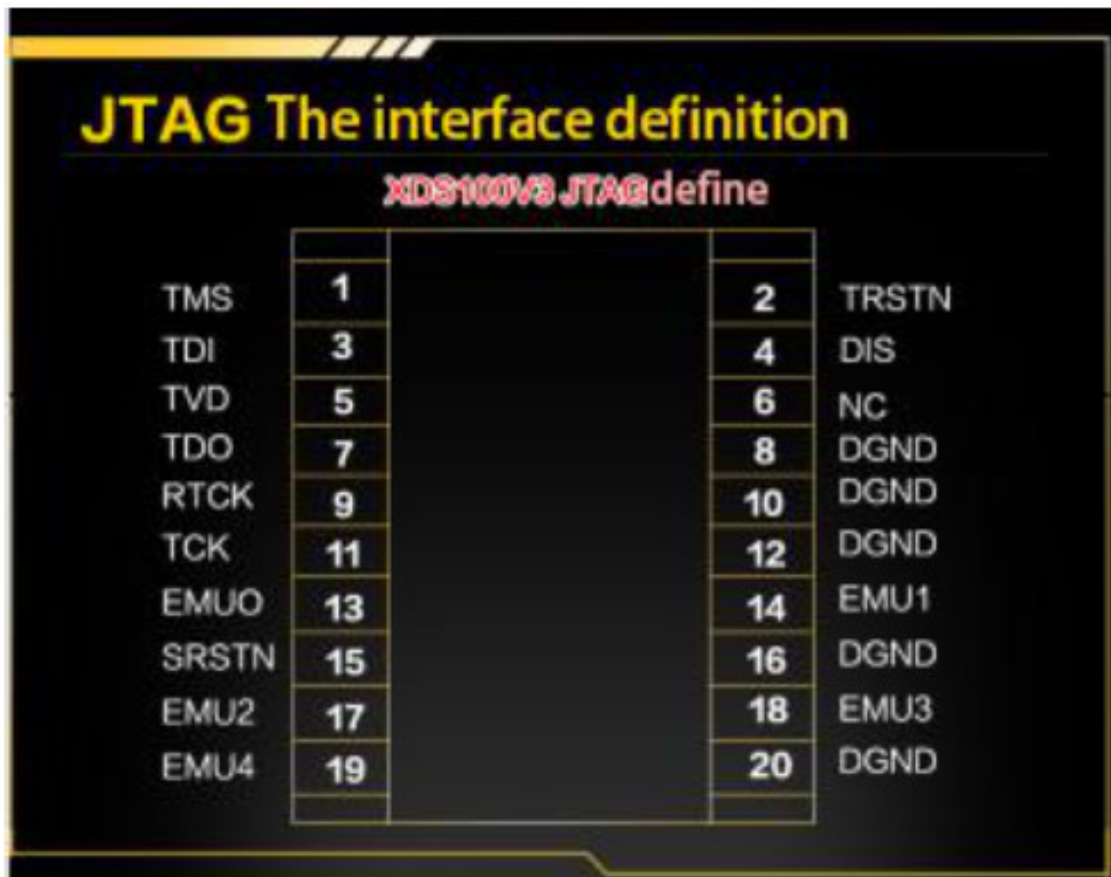 JTAG The interface definition
XDS100V3 JTAG define
TMS 1 2 TRSTN
TDI 3 4 DIS
TVD 5 6 NC
TDO 7 8 DGND
RTCK 9 10 DGND
TCK 11 12 DGND
EMUO 13 14 EMU1
SRSTN 15 16 DGND
EMU2 17 18 EMU3
EMU4 19 20 DGND